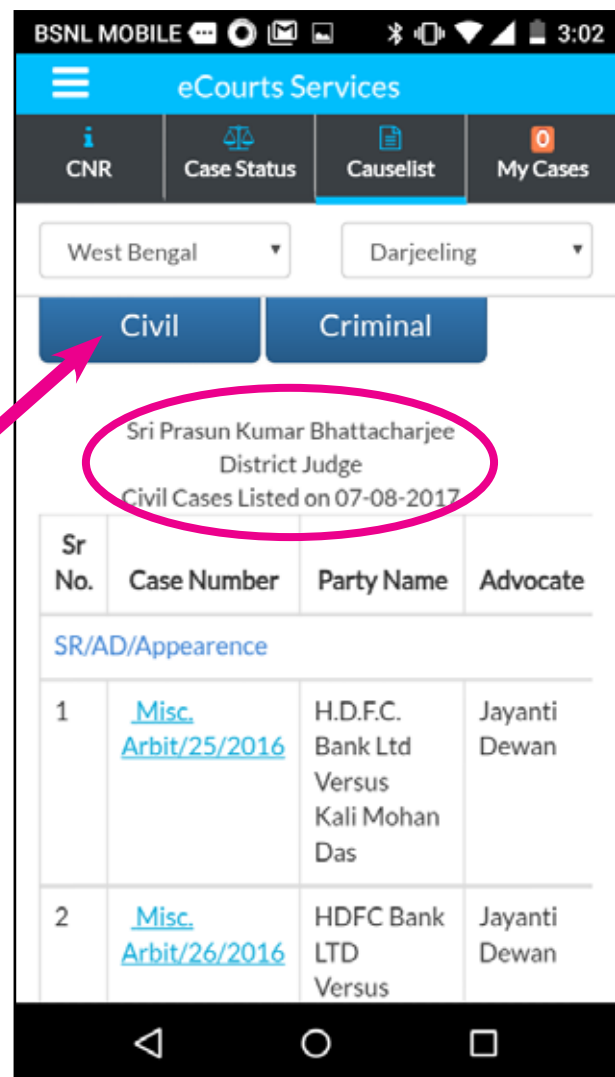 BSNL MOBILE 3:02
eCourts Services
i
CNR
Case Status
Causelist
0
My Cases
West Bengal
Darjeeling
Civil
Criminal
Sri Prasun Kumar Bhattacharjee
District Judge
Civil Cases Listed on 07-08-2017
Sr
No.
Case Number
Party Name
Advocate
SR/AD/Appearence
1
Misc.
Arbit/25/2016
H.D.F.C.
Bank Ltd
Versus
Kali Mohan
Das
Jayanti
Dewan
2
Misc.
Arbit/26/2016
HDFC Bank
LTD
Versus
Jayanti
Dewan